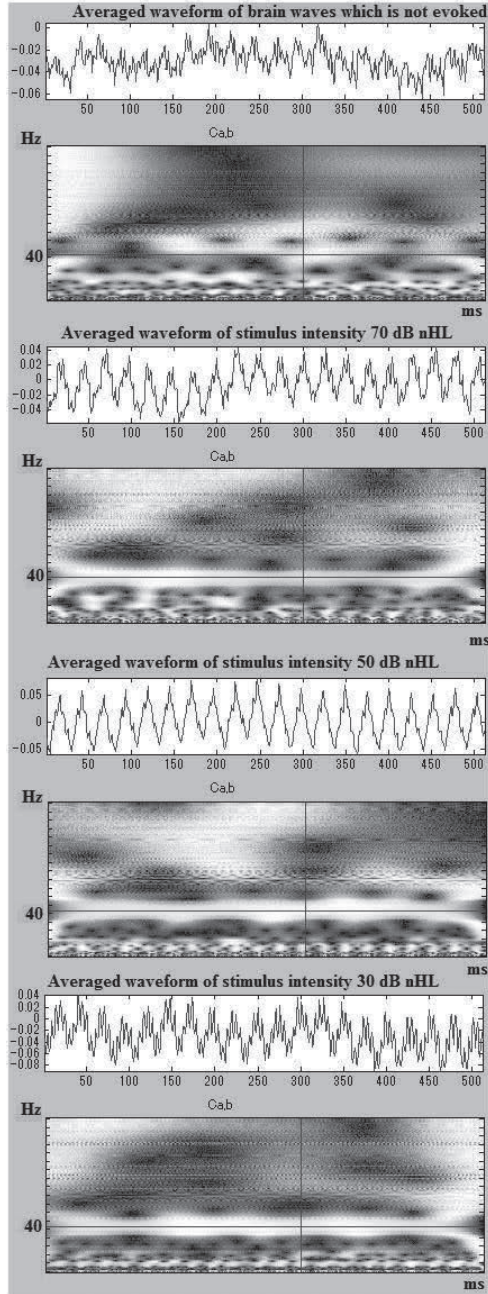 Averaged waveform of brain waves which is not evoked
0
−0.02
−0.04
−0.06
50 100 150 200 250 300 350 400 450 500
Ca,b
Hz
40
ms
Averaged waveform of stimulus intensity 70 dB nHL
0.04
0.02
0
−0.02
−0.04
50 100 150 200 250 300 350 400 450 500
Ca,b
Hz
40
ms
Averaged waveform of stimulus intensity 50 dB nHL
0.05
0
−0.05
50 100 150 200 250 300 350 400 450 500
Ca,b
Hz
40
ms
Averaged waveform of stimulus intensity 30 dB nHL
0.04
0.02
0
−0.02
−0.04
−0.06
−0.08
50 100 150 200 250 300 350 400 450 500
Ca,b
Hz
40
ms